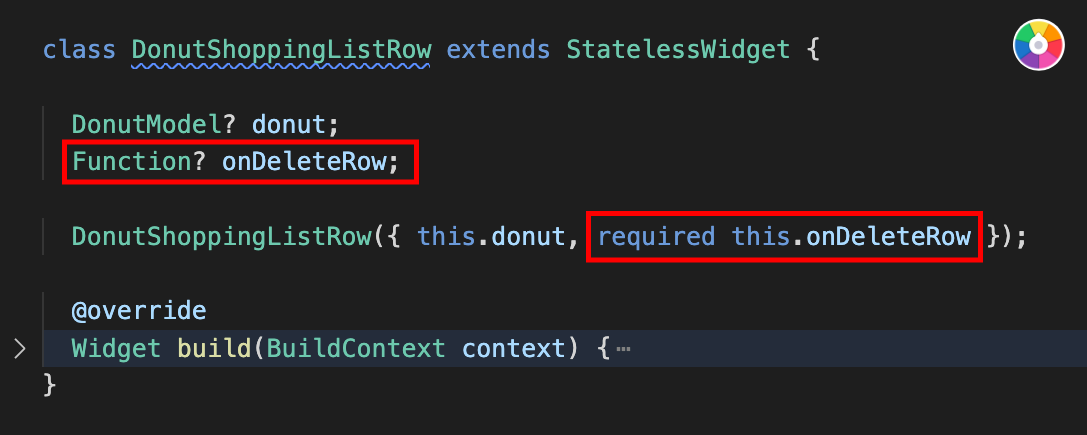 class DonutShoppingListRow extends StatelessWidget {
DonutModel? donut;
Function? onDeleteRow;
DonutShoppingListRow({ this.donut, required this.onDeleteRow });
@override
Widget build(BuildContext context) {⋯
}